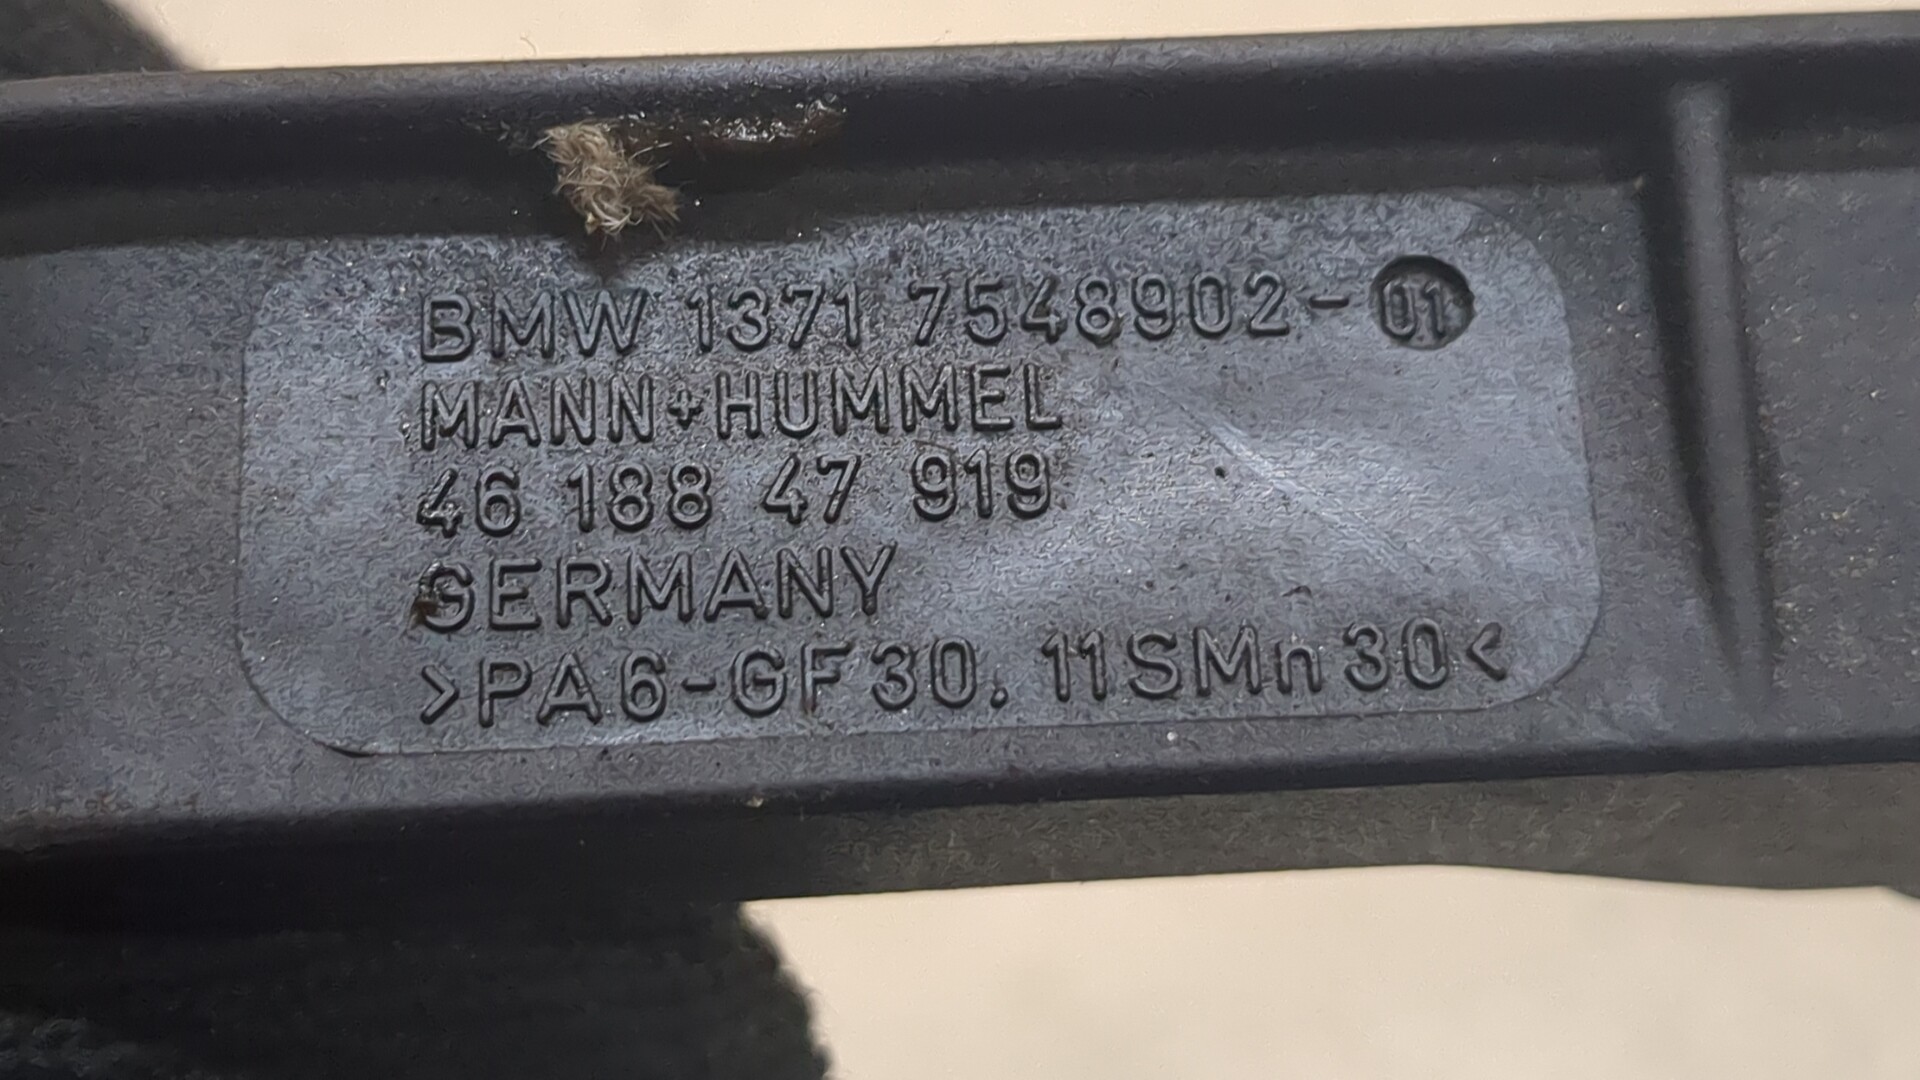 BMW 1371 7548902-01
MANN+HUMMEL
46 188 47 919
GERMANY
>PA6-GF30. 11SMn30<